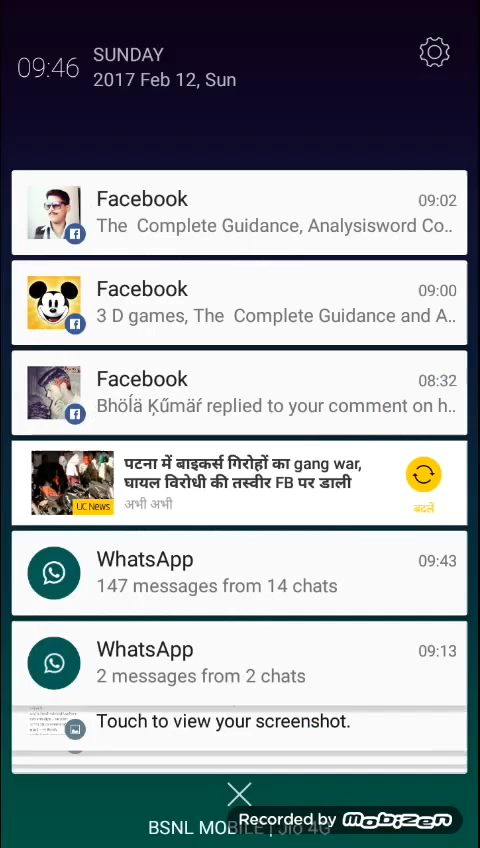 09:46
SUNDAY
2017 Feb 12, Sun
Facebook 09:02
The Complete Guidance, Analysisword Co..
Facebook 09:00
3 D games, The Complete Guidance and A..
Facebook 08:32
Bhöĺä Ķűmäŕ replied to your comment on h..
पटना में बाइकर्स गिरोहों का gang war,
घायल विरोधी की तस्वीर FB पर डाली
अभी अभी
UC News
बदले
WhatsApp 09:43
147 messages from 14 chats
WhatsApp 09:13
2 messages from 2 chats
Touch to view your screenshot.
BSNL MOBILE | Jio 4G
Recorded by mobizen